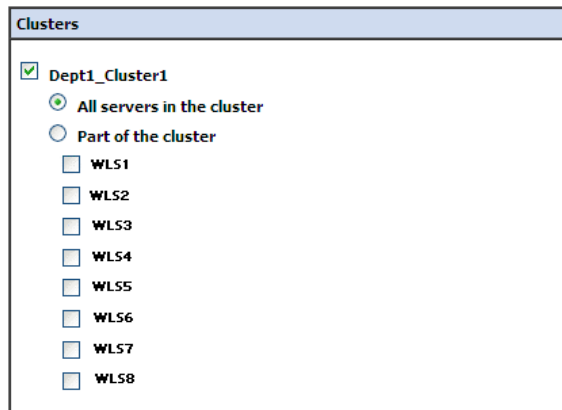 Clusters
Dept1_Cluster1
All servers in the cluster
Part of the cluster
WLS1
WLS2
WLS3
WLS4
WLS5
WLS6
WLS7
WLS8